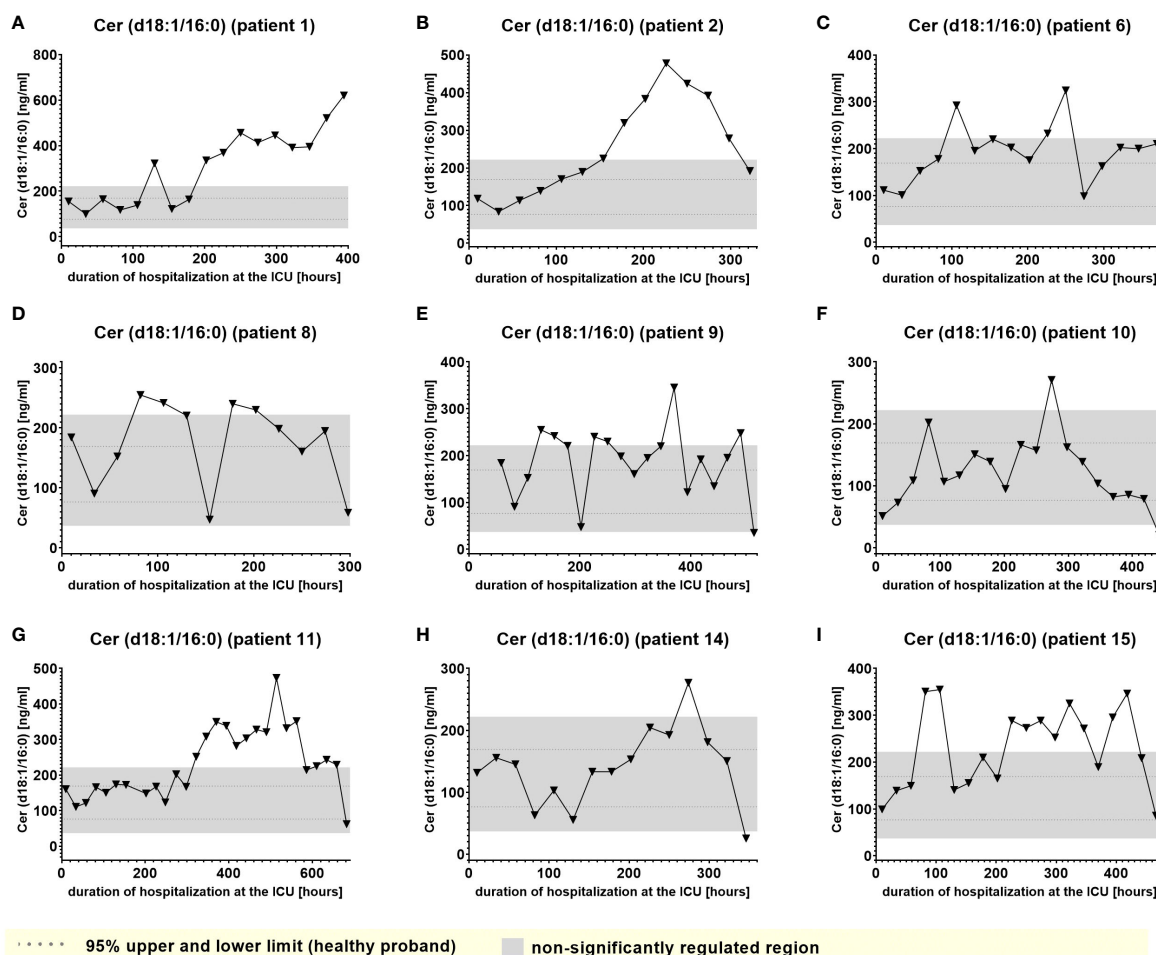 A
Cer (d18:1/16:0) (patient 1)
Cer (d18:1/16:0) [ng/ml]
800
600
400
200
0
0 100 200 300 400
duration of hospitalization at the ICU [hours]
B
Cer (d18:1/16:0) (patient 2)
Cer (d18:1/16:0) [ng/ml]
500
400
300
200
100
0
0 100 200 300
duration of hospitalization at the ICU [hours]
C
Cer (d18:1/16:0) (patient 6)
Cer (d18:1/16:0) [ng/ml]
400
300
200
100
0
0 100 200 300
duration of hospitalization at the ICU [hours]
D
Cer (d18:1/16:0) (patient 8)
Cer (d18:1/16:0) [ng/ml]
300
200
100
0
0 100 200 300
duration of hospitalization at the ICU [hours]
E
Cer (d18:1/16:0) (patient 9)
Cer (d18:1/16:0) [ng/ml]
400
300
200
100
0
0 200 400
duration of hospitalization at the ICU [hours]
F
Cer (d18:1/16:0) (patient 10)
Cer (d18:1/16:0) [ng/ml]
300
200
100
0
0 100 200 300 400
duration of hospitalization at the ICU [hours]
G
Cer (d18:1/16:0) (patient 11)
Cer (d18:1/16:0) [ng/ml]
500
400
300
200
100
0
0 200 400 600
duration of hospitalization at the ICU [hours]
H
Cer (d18:1/16:0) (patient 14)
Cer (d18:1/16:0) [ng/ml]
300
200
100
0
0 100 200 300
duration of hospitalization at the ICU [hours]
I
Cer (d18:1/16:0) (patient 15)
Cer (d18:1/16:0) [ng/ml]
400
300
200
100
0
0 100 200 300 400
duration of hospitalization at the ICU [hours]
95% upper and lower limit (healthy proband)
non-significantly regulated region